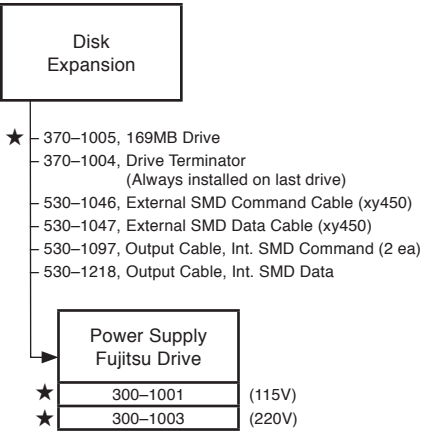 Disk
Expansion
★ – 370–1005, 169MB Drive
– 370–1004, Drive Terminator
(Always installed on last drive)
– 530–1046, External SMD Command Cable (xy450)
– 530–1047, External SMD Data Cable (xy450)
– 530–1097, Output Cable, Int. SMD Command (2 ea)
– 530–1218, Output Cable, Int. SMD Data
Power Supply
Fujitsu Drive
★ 300–1001 (115V)
★ 300–1003 (220V)